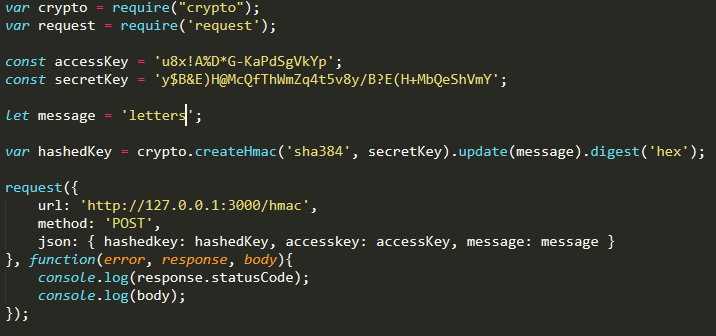 var crypto = require("crypto");
var request = require('request');
const accessKey = 'u8x!A%D*G-KaPdSgVkYp';
const secretKey = 'y$B&E)H@McQfThWmZq4t5v8y/B?E(H+MbQeShVmY';
let message = 'letters';
var hashedKey = crypto.createHmac('sha384', secretKey).update(message).digest('hex');
request({
    url: 'http://127.0.0.1:3000/hmac',
    method: 'POST',
    json: { hashedkey: hashedKey, accesskey: accessKey, message: message }
}, function(error, response, body){
    console.log(response.statusCode);
    console.log(body);
});